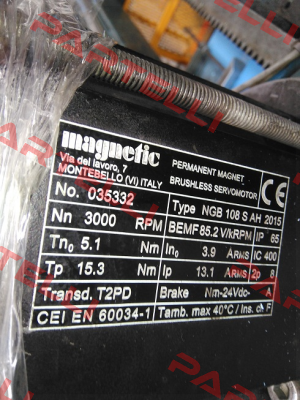 PARTELLI
magnetic
Via del lavoro, 7
MONTEBELLO (VI) ITALY
PERMANENT MAGNET
BRUSHLESS SERVOMOTOR
CE
No. 035332
Type NGB 108 S AH 2015
Nn 3000 RPM
BEMF 85.2 V/kRPM IP 65
Tn0 5.1 Nm
In0 3.9 ARMS IC 400
Tp 15.3 Nm
Ip 13.1 ARMS 2p 8
Transd. T2PD
Brake Nm-24Vdc- A
CEI EN 60034-1
Tamb. max 40°C / Ins. cl. F